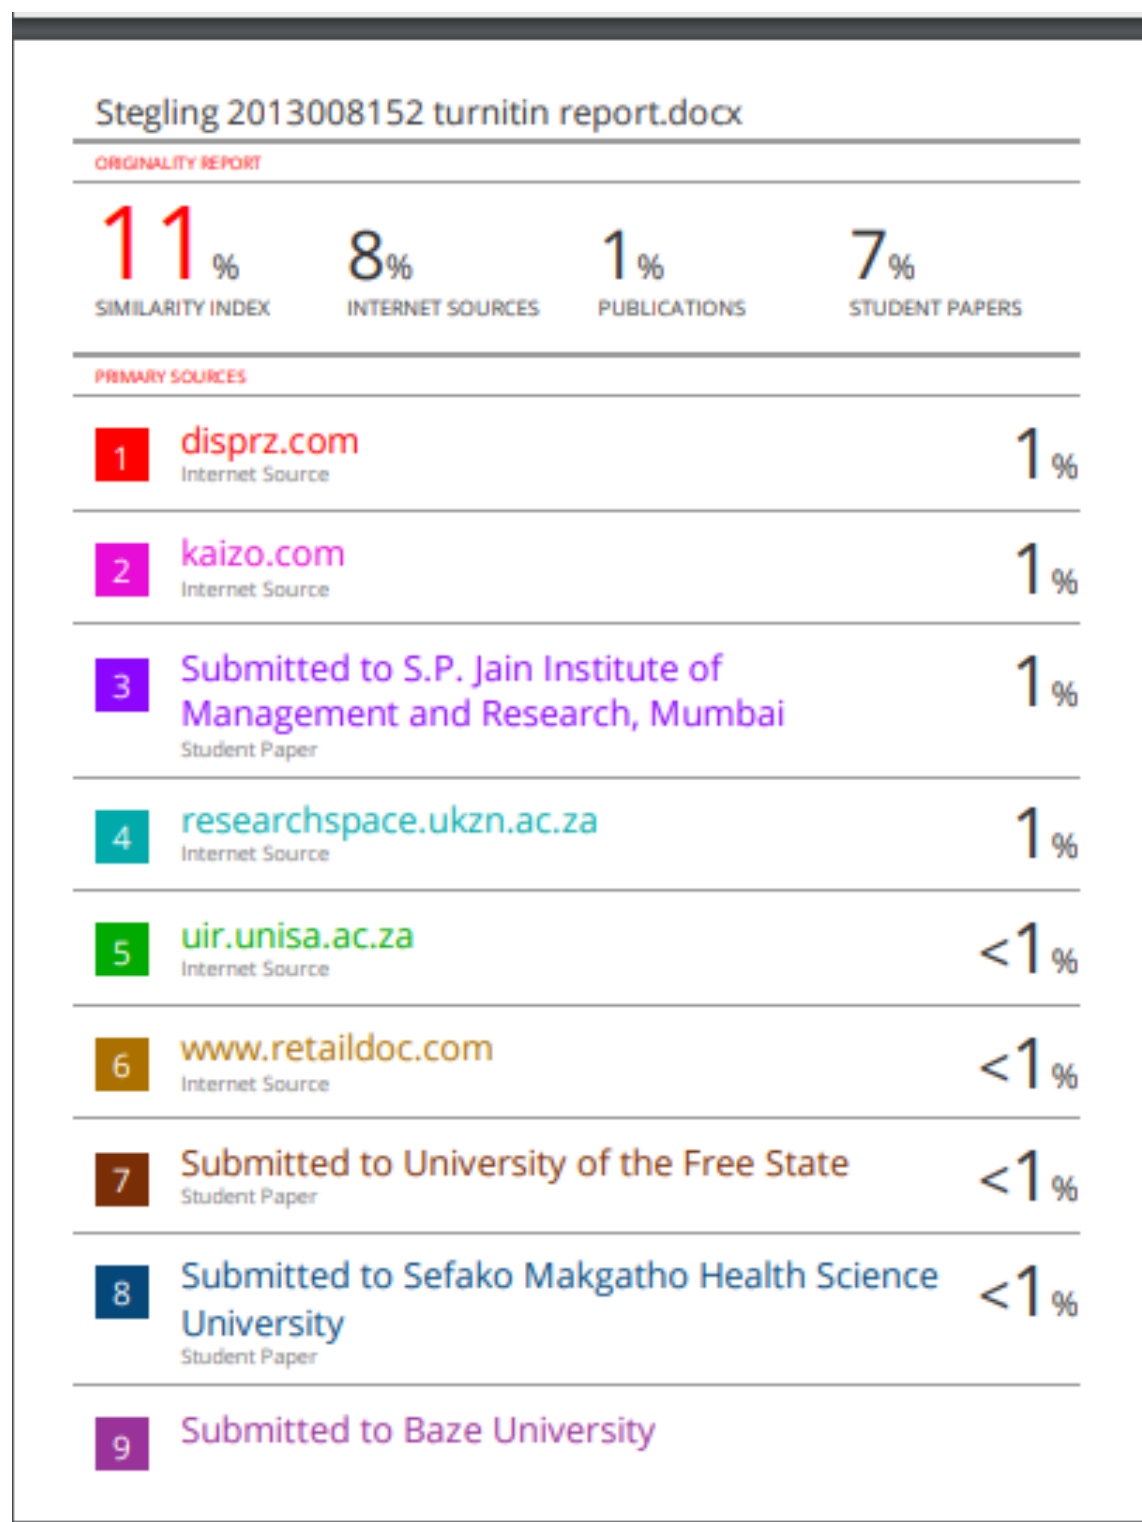 Stegling 2013008152 turnitin report.docx
ORIGINALITY REPORT
11% 8% 1% 7%
SIMILARITY INDEX INTERNET SOURCES PUBLICATIONS STUDENT PAPERS
PRIMARY SOURCES
1 disprz.com 1%
Internet Source
2 kaizo.com 1%
Internet Source
3 Submitted to S.P. Jain Institute of 1%
Management and Research, Mumbai
Student Paper
4 researchspace.ukzn.ac.za 1%
Internet Source
5 uir.unisa.ac.za <1%
Internet Source
6 www.retaildoc.com <1%
Internet Source
7 Submitted to University of the Free State <1%
Student Paper
8 Submitted to Sefako Makgatho Health Science <1%
University
Student Paper
9 Submitted to Baze University